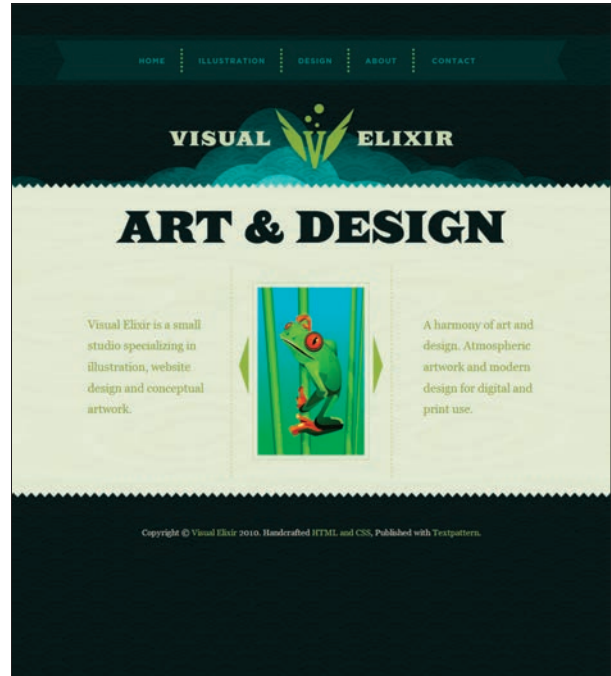 HOME ILLUSTRATION DESIGN ABOUT CONTACT
VISUAL V ELIXIR
ART & DESIGN
Visual Elixir is a small
studio specializing in
illustration, website
design and conceptual
artwork.
A harmony of art and
design. Atmospheric
artwork and modern
design for digital and
print use.
Copyright © Visual Elixir 2010. Handcrafted HTML and CSS, Published with Textpattern.